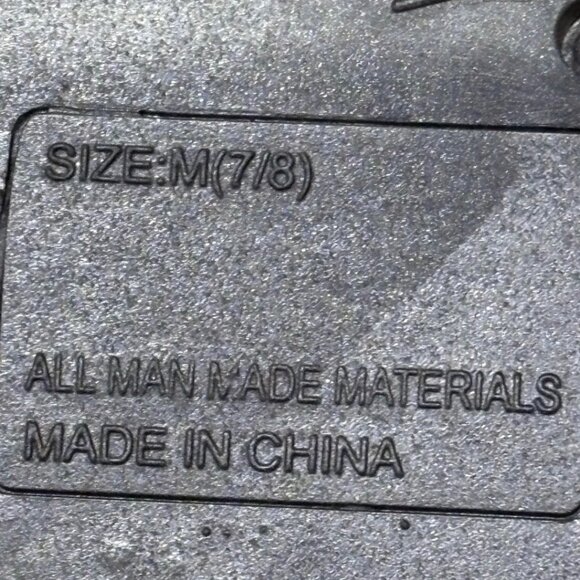 SIZE:M(7/8)
ALL MAN MADE MATERIALS
MADE IN CHINA